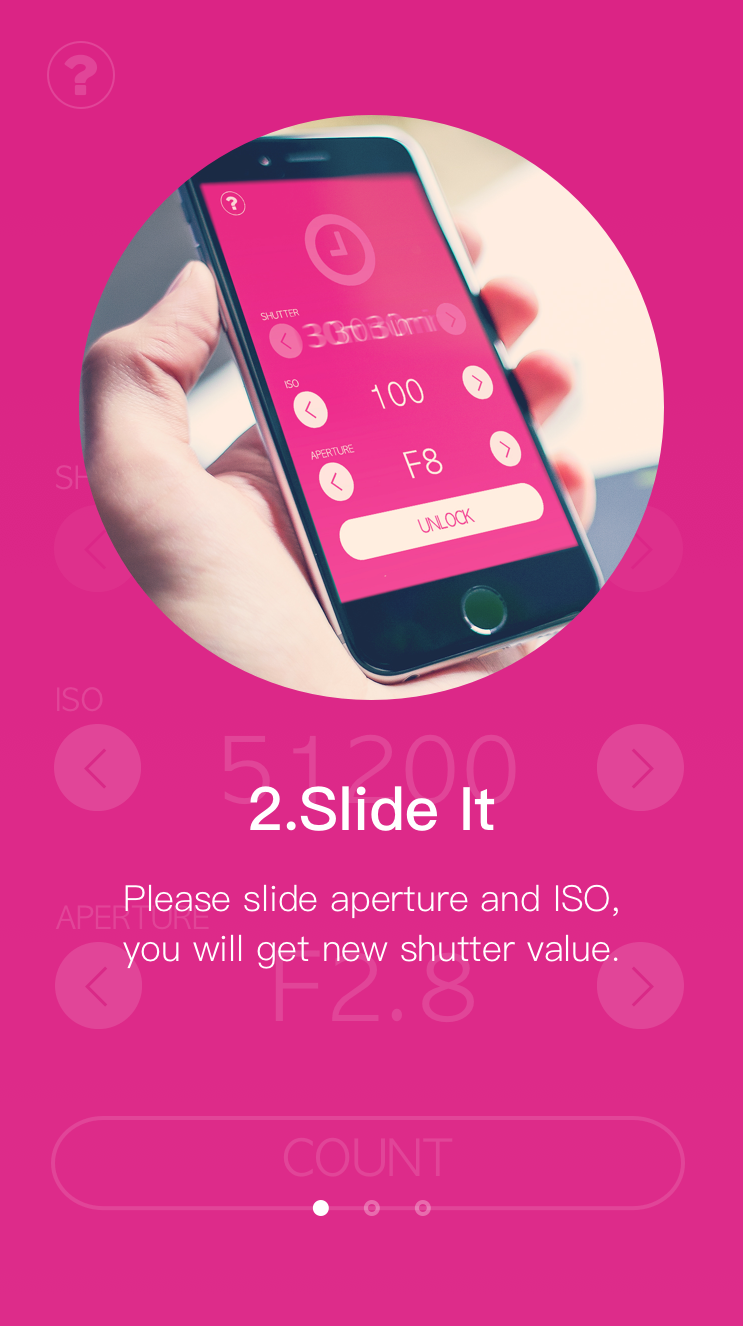 ?
?
SHUTTER
ISO
100
APERTURE
F8
UNLOCK
SH
ISO
51200
2.Slide It
APERTURE
Please slide aperture and ISO,
you will get new shutter value.
F2.8
COUNT